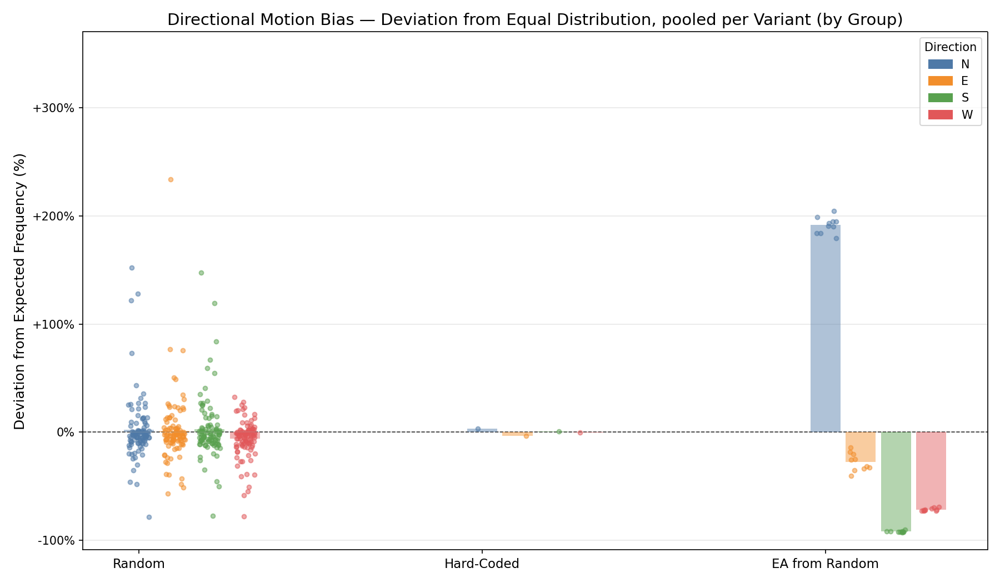 Directional Motion Bias — Deviation from Equal Distribution, pooled per Variant (by Group)
Deviation from Expected Frequency (%)
+300%
+200%
+100%
0%
-100%
Direction
N
E
S
W
Random
Hard-Coded
EA from Random